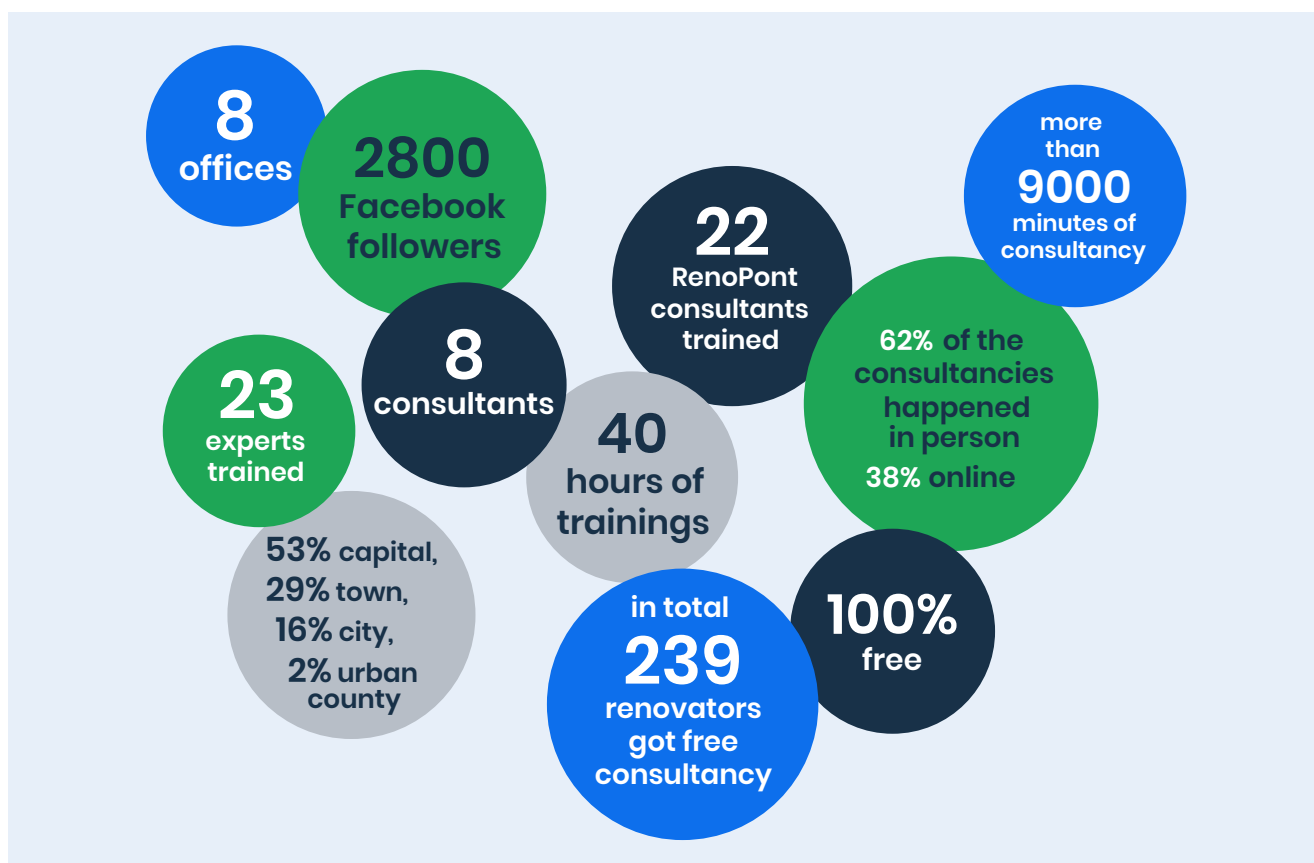 8
offices
2800
Facebook
followers
more
than
9000
minutes of
consultancy
22
RenoPont
consultants
trained
8
consultants
62% of the
consultancies
happened
in person
38% online
23
experts
trained
40
hours of
trainings
53% capital,
29% town,
16% city,
2% urban
county
in total
239
renovators
got free
consultancy
100%
free